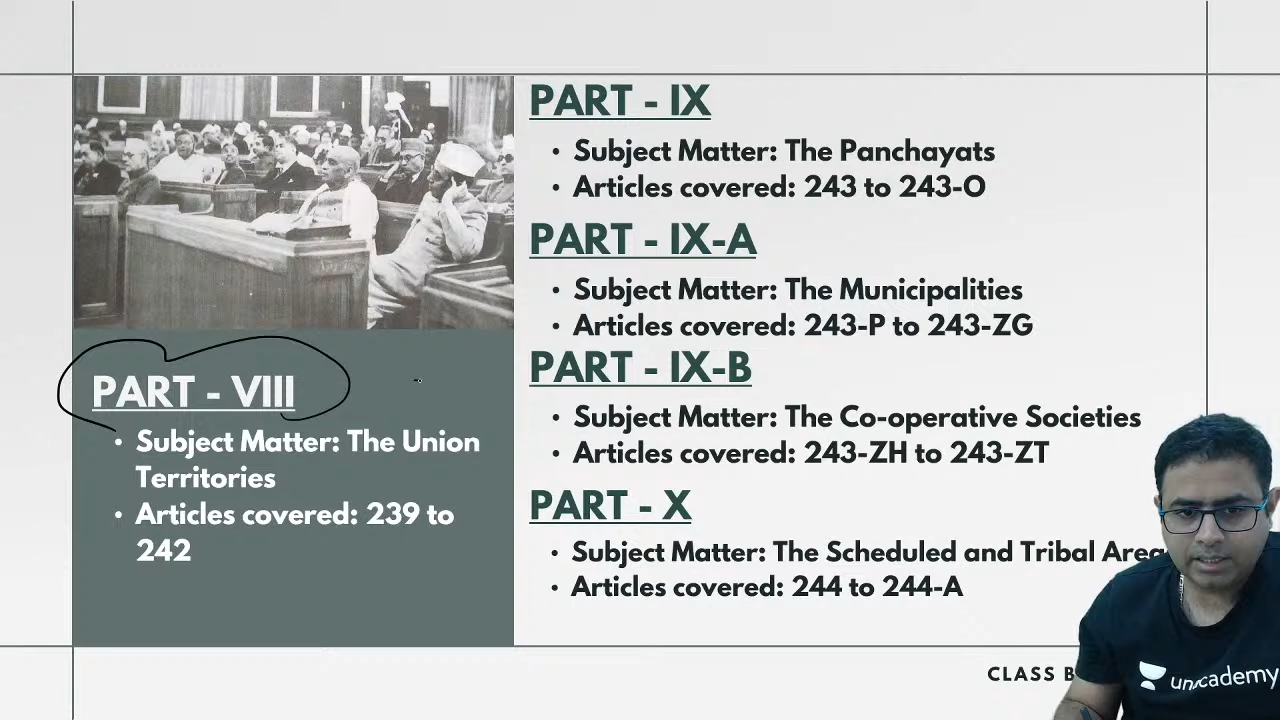 PART - VIII
• Subject Matter: The Union
Territories
• Articles covered: 239 to
242
PART - IX
• Subject Matter: The Panchayats
• Articles covered: 243 to 243-O
PART - IX-A
• Subject Matter: The Municipalities
• Articles covered: 243-P to 243-ZG
PART - IX-B
• Subject Matter: The Co-operative Societies
• Articles covered: 243-ZH to 243-ZT
PART - X
• Subject Matter: The Scheduled and Tribal
• Articles covered: 244 to 244-A
CLASS
unacademy